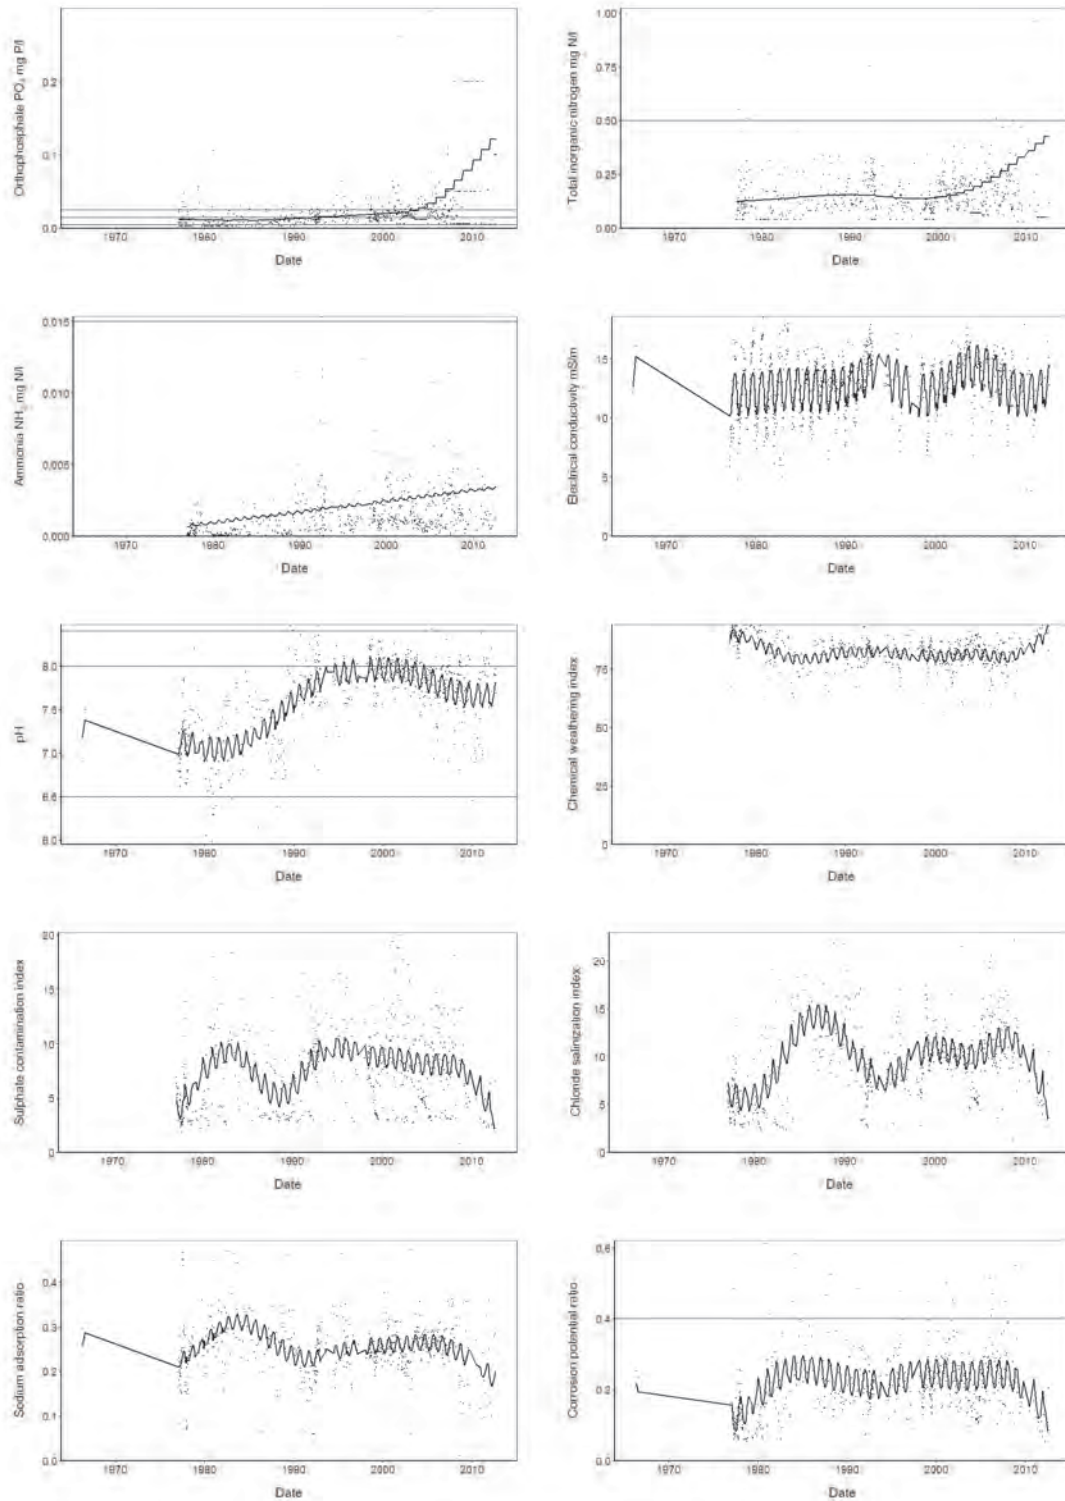 Orthophosphate PO₄ mg P/l
0.2
0.1
0.0
1970 1980 1990 2000 2010
Date
Total inorganic nitrogen mg N/l
1.00
0.75
0.50
0.25
0.00
1970 1980 1990 2000 2010
Date
Ammonia NH₃ mg N/l
0.015
0.010
0.005
0.000
1970 1980 1990 2000 2010
Date
Electrical conductivity mS/m
15
10
5
0
1970 1980 1990 2000 2010
Date
pH
8.0
7.5
7.0
6.5
6.0
1970 1980 1990 2000 2010
Date
Chemical weathering index
75
50
25
0
1970 1980 1990 2000 2010
Date
Sulphate contamination index
20
15
10
5
0
1970 1980 1990 2000 2010
Date
Chloride salinization index
20
15
10
5
0
1970 1980 1990 2000 2010
Date
Sodium adsorption ratio
0.4
0.3
0.2
0.1
0.0
1970 1980 1990 2000 2010
Date
Corrosion potential ratio
0.6
0.4
0.2
0.0
1970 1980 1990 2000 2010
Date